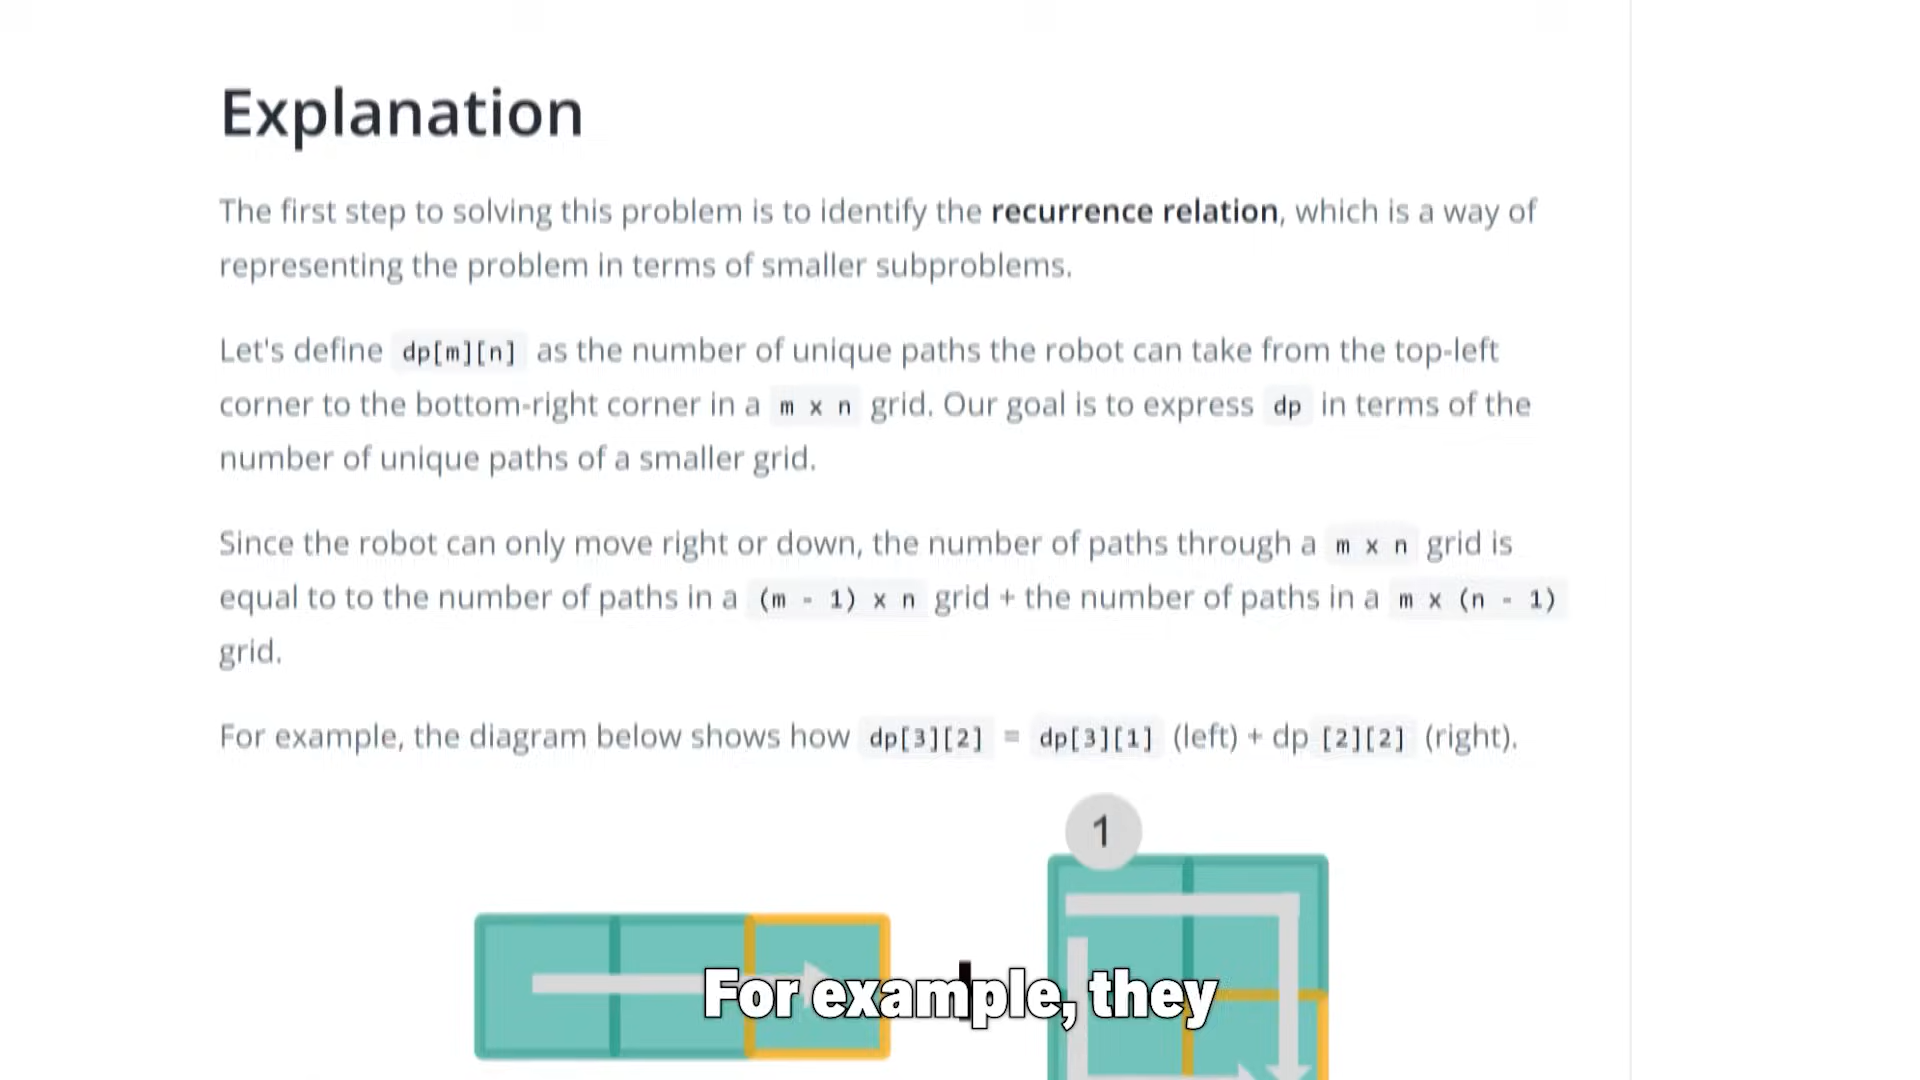 Explanation
The first step to solving this problem is to identify the recurrence relation, which is a way of
representing the problem in terms of smaller subproblems.
Let's define dp[m][n] as the number of unique paths the robot can take from the top-left
corner to the bottom-right corner in a m x n grid. Our goal is to express dp in terms of the
number of unique paths of a smaller grid.
Since the robot can only move right or down, the number of paths through a m x n grid is
equal to to the number of paths in a (m - 1) x n grid + the number of paths in a m x (n - 1)
grid.
For example, the diagram below shows how dp[3][2] = dp[3][1] (left) + dp [2][2] (right).
1
For example, they